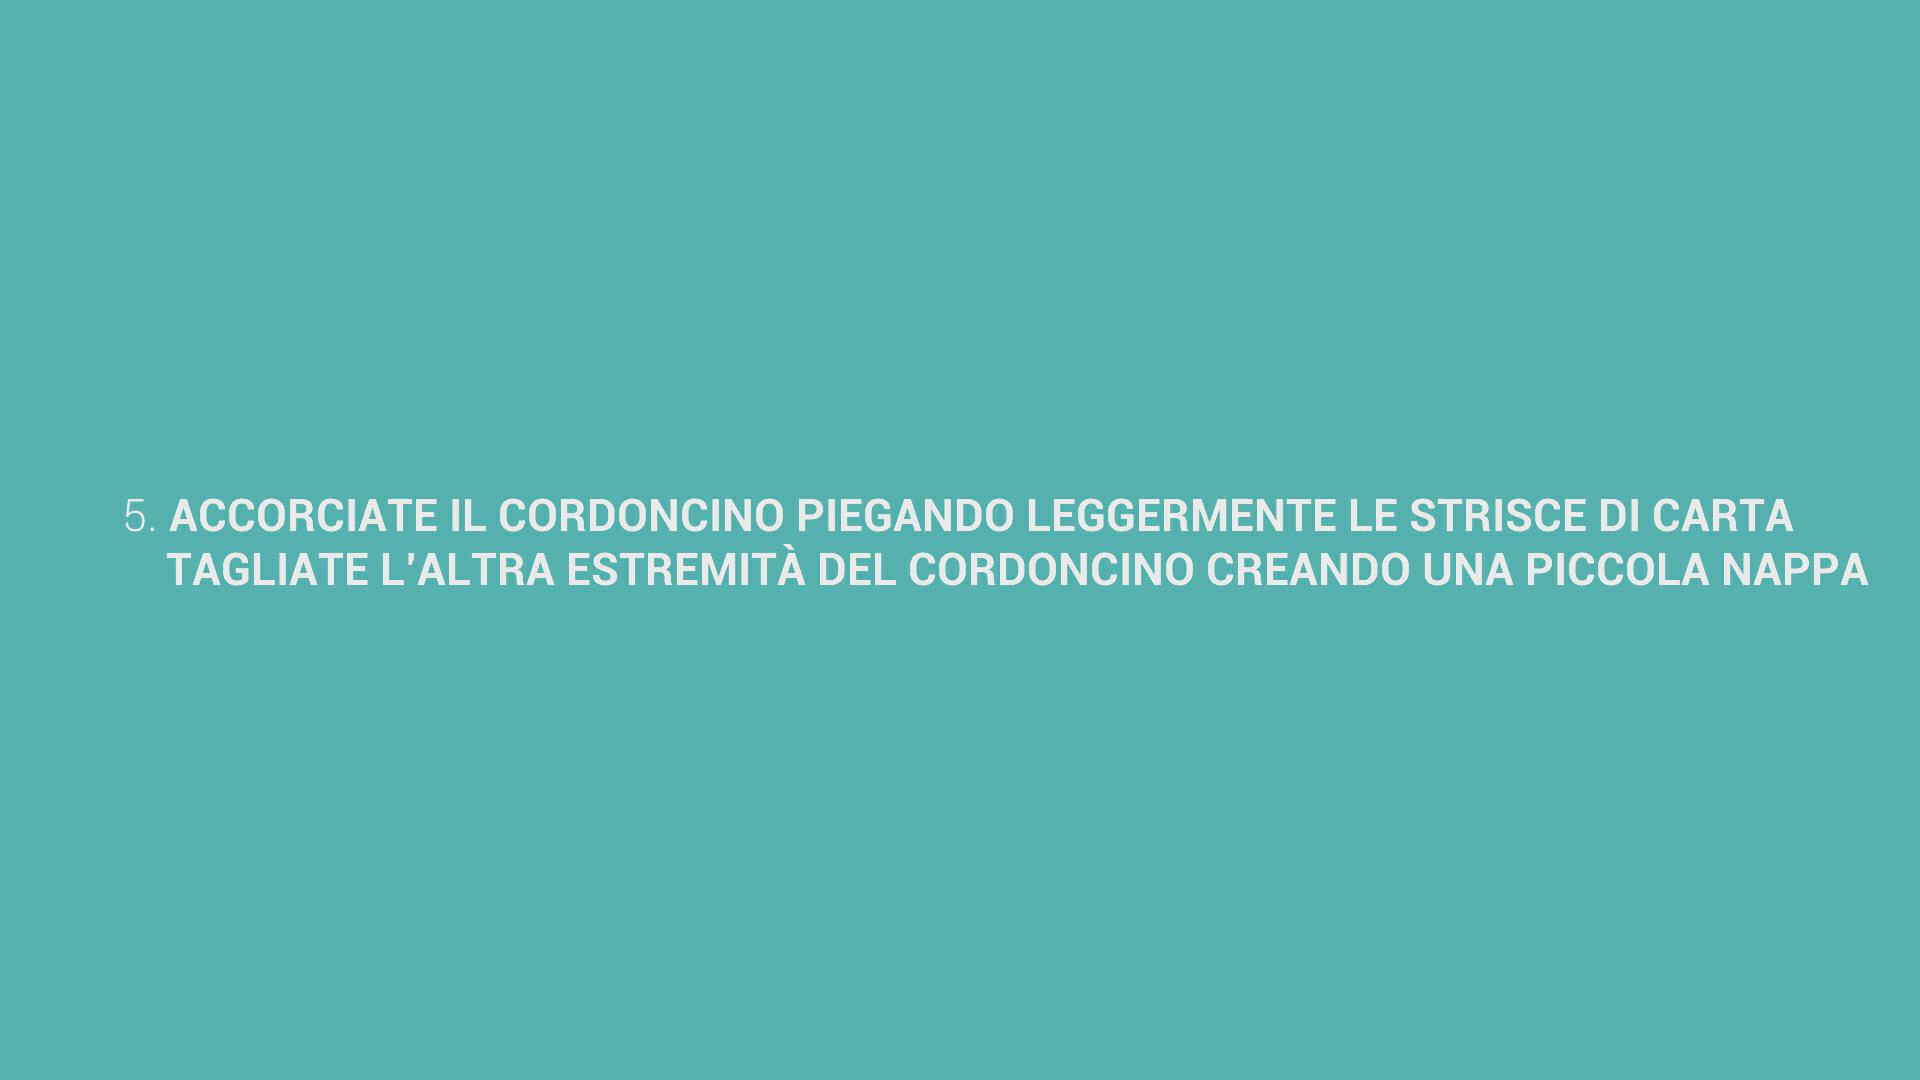 5. ACCORCIATE IL CORDONCINO PIEGANDO LEGGERMENTE LE STRISCE DI CARTA
TAGLIATE L'ALTRA ESTREMITÀ DEL CORDONCINO CREANDO UNA PICCOLA NAPPA